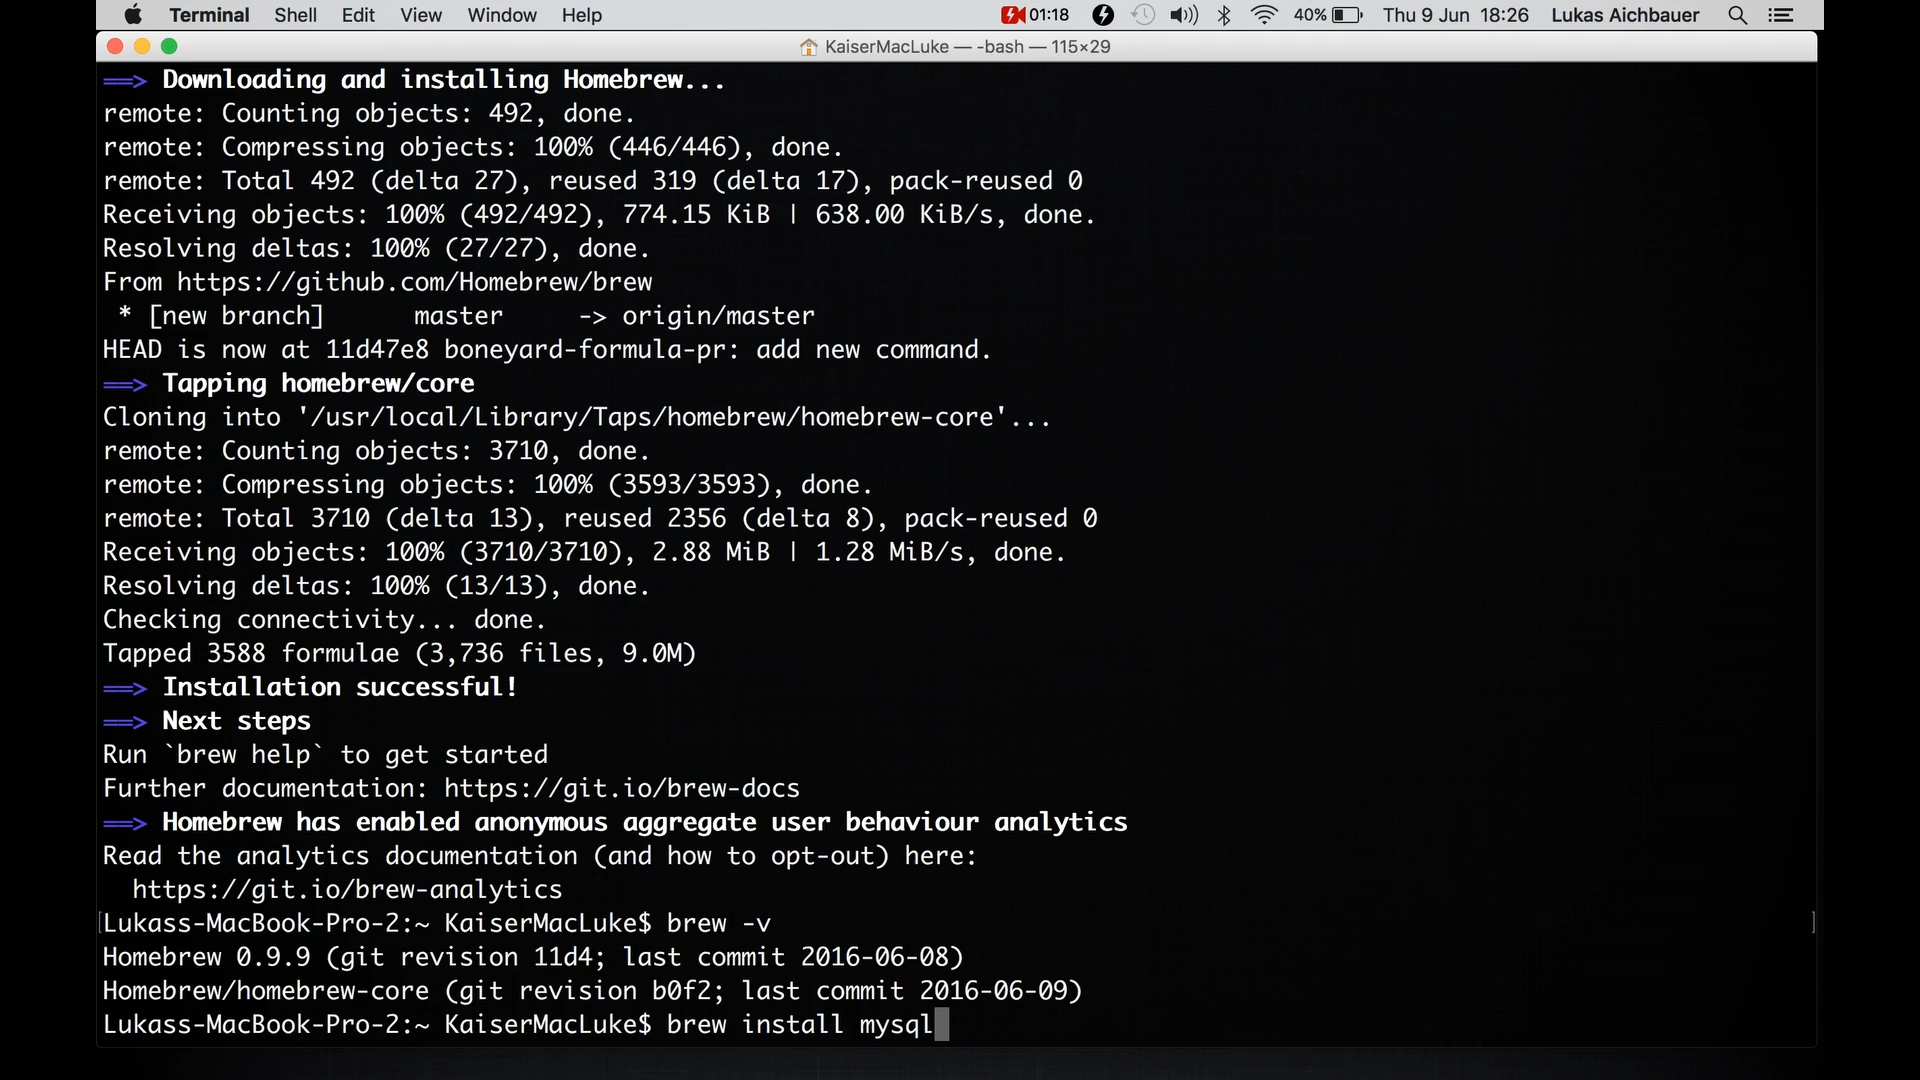 Terminal Shell Edit View Window Help 01:18 40% Thu 9 Jun 18:26 Lukas Aichbauer
KaiserMacLuke — -bash — 115×29
==> Downloading and installing Homebrew...
remote: Counting objects: 492, done.
remote: Compressing objects: 100% (446/446), done.
remote: Total 492 (delta 27), reused 319 (delta 17), pack-reused 0
Receiving objects: 100% (492/492), 774.15 KiB | 638.00 KiB/s, done.
Resolving deltas: 100% (27/27), done.
From https://github.com/Homebrew/brew
 * [new branch]      master     -> origin/master
HEAD is now at 11d47e8 boneyard-formula-pr: add new command.
==> Tapping homebrew/core
Cloning into '/usr/local/Library/Taps/homebrew/homebrew-core'...
remote: Counting objects: 3710, done.
remote: Compressing objects: 100% (3593/3593), done.
remote: Total 3710 (delta 13), reused 2356 (delta 8), pack-reused 0
Receiving objects: 100% (3710/3710), 2.88 MiB | 1.28 MiB/s, done.
Resolving deltas: 100% (13/13), done.
Checking connectivity... done.
Tapped 3588 formulae (3,736 files, 9.0M)
==> Installation successful!
==> Next steps
Run `brew help` to get started
Further documentation: https://git.io/brew-docs
==> Homebrew has enabled anonymous aggregate user behaviour analytics
Read the analytics documentation (and how to opt-out) here:
  https://git.io/brew-analytics
[Lukass-MacBook-Pro-2:~ KaiserMacLuke$ brew -v ]
Homebrew 0.9.9 (git revision 11d4; last commit 2016-06-08)
Homebrew/homebrew-core (git revision b0f2; last commit 2016-06-09)
Lukass-MacBook-Pro-2:~ KaiserMacLuke$ brew install mysql